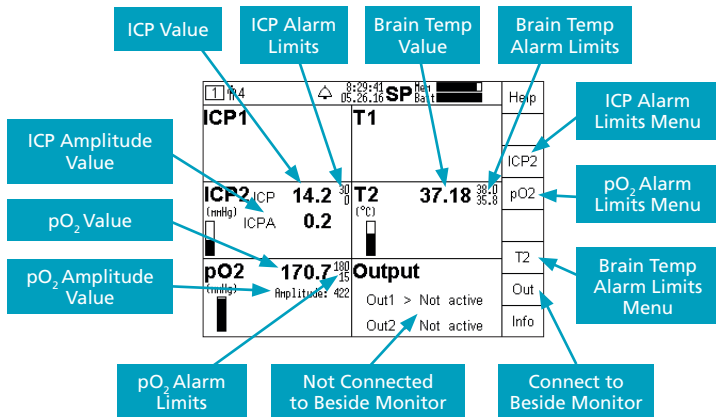 ICP Value
ICP Alarm
Limits
Brain Temp
Value
Brain Temp
Alarm Limits
ICP Amplitude
Value
pO₂ Value
pO₂ Amplitude
Value
1 4
8:29:41
05.26.16
SP
Mem
Batt
Help
ICP1
T1
ICP2
ICP2
ICP 14.2 30
0
(mmHg)
ICPA 0.2
T2
37.18 38.0
35.8
(°C)
pO2
pO2
170.7 180
15
(mmHg)
Amplitude: 422
Output
Out1 > Not active
Out2 Not active
T2
Out
Info
ICP Alarm
Limits Menu
pO₂ Alarm
Limits Menu
Brain Temp
Alarm Limits
Menu
pO₂ Alarm
Limits
Not Connected
to Beside Monitor
Connect to
Beside Monitor